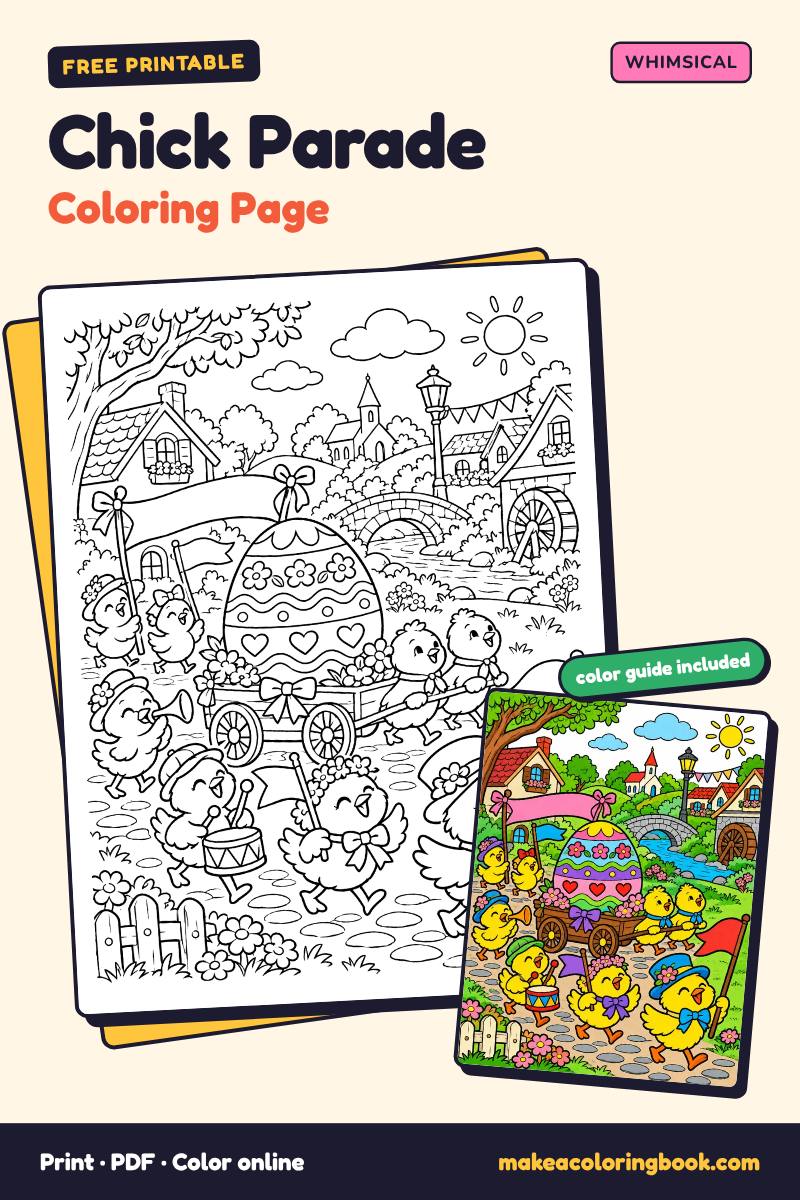 FREE PRINTABLE
WHIMSICAL
Chick Parade
Coloring Page
color guide included
Print · PDF · Color online
makeacoloringbook.com